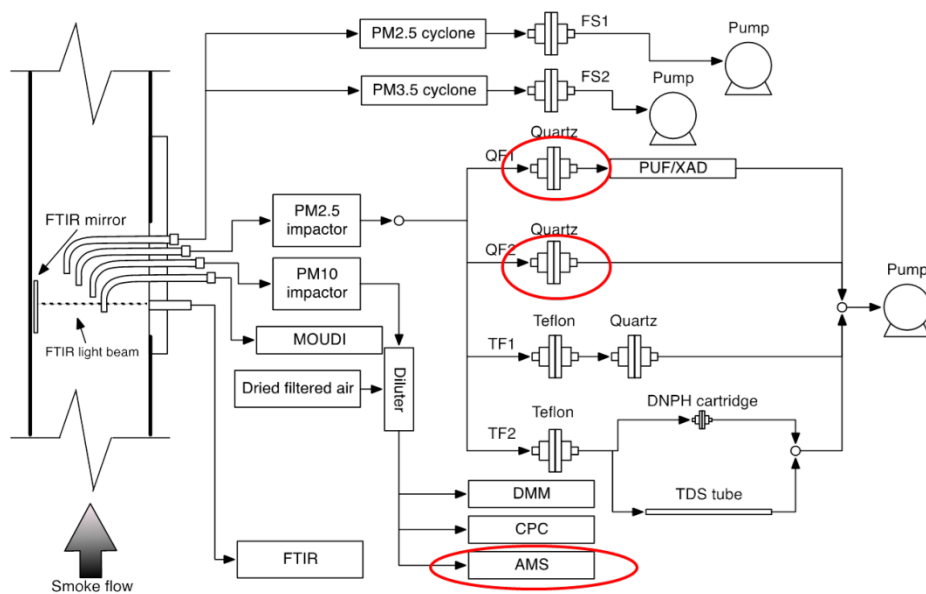 PM2.5 cyclone
FS1
Pump
PM3.5 cyclone
FS2
Pump
Quartz
QF1
PUF/XAD
FTIR mirror
PM2.5
impactor
Quartz
QF2
PM10
impactor
Pump
FTIR light beam
MOUDI
Teflon
Quartz
TF1
Dried filtered air
Diluter
Teflon
DNPH cartridge
TF2
TDS tube
DMM
CPC
FTIR
AMS
Smoke flow